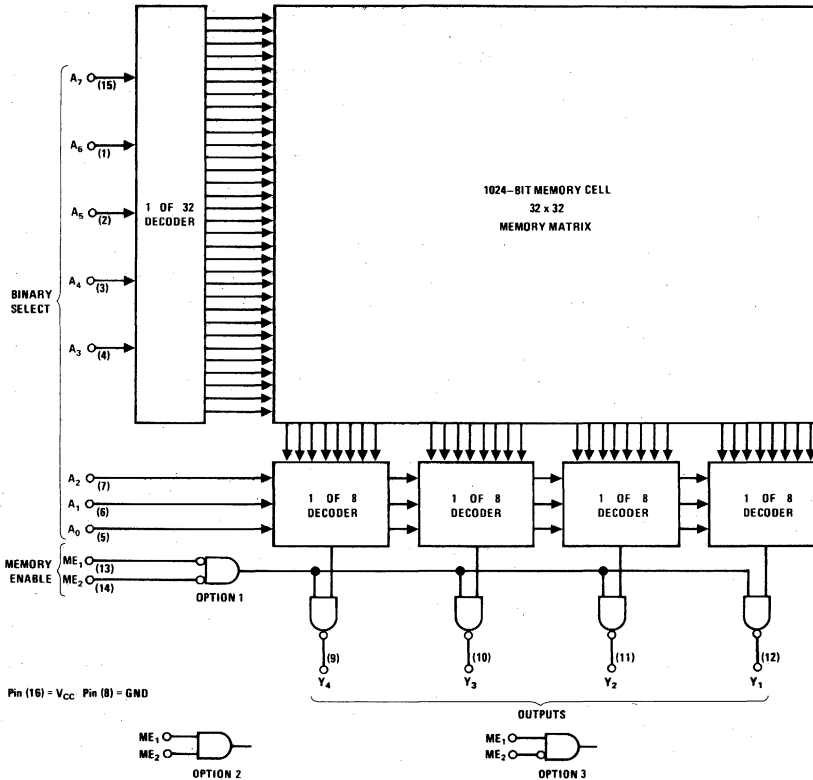 A7 (15)
A6 (1)
A5 (2)
A4 (3)
A3 (4)
BINARY
SELECT
1 OF 32
DECODER
1024-BIT MEMORY CELL
32 x 32
MEMORY MATRIX
A2 (7)
A1 (6)
A0 (5)
1 OF 8
DECODER
1 OF 8
DECODER
1 OF 8
DECODER
1 OF 8
DECODER
MEMORY
ENABLE
ME1 (13)
ME2 (14)
OPTION 1
(9)
(10)
(11)
(12)
Y4
Y3
Y2
Y1
Pin (16) = VCC Pin (8) = GND
OUTPUTS
ME1
ME2
OPTION 2
ME1
ME2
OPTION 3